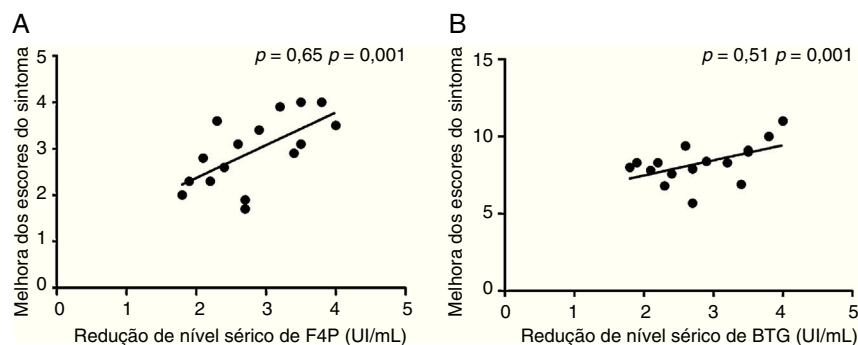 A
Melhora dos escores do sintoma
p = 0,65 p = 0,001
5
4
3
2
1
0
0 1 2 3 4 5
Redução de nível sérico de F4P (UI/mL)
B
Melhora dos escores do sintoma
p = 0,51 p = 0,001
15
10
5
0
0 1 2 3 4 5
Redução de nível sérico de BTG (UI/mL)